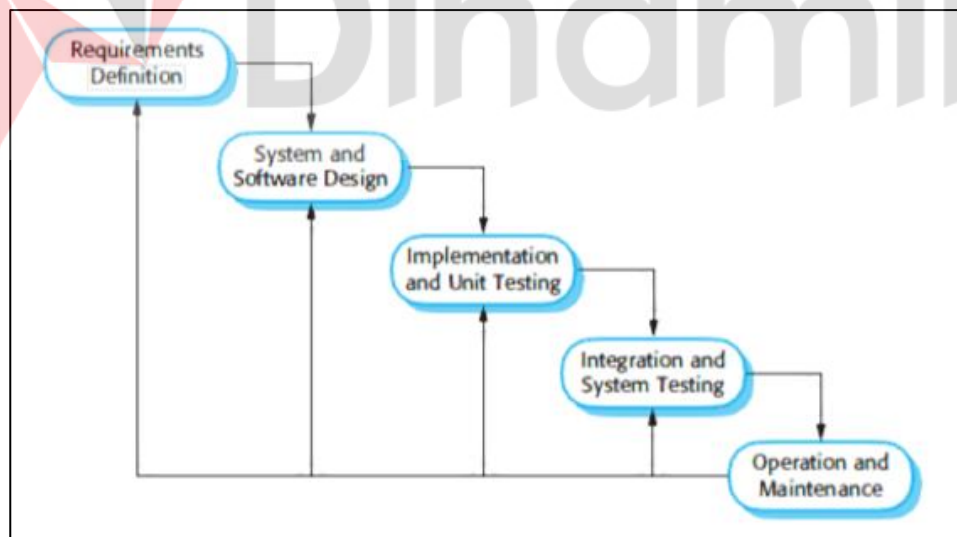 Requirements
Definition
System and
Software Design
Implementation
and Unit Testing
Integration and
System Testing
Operation and
Maintenance